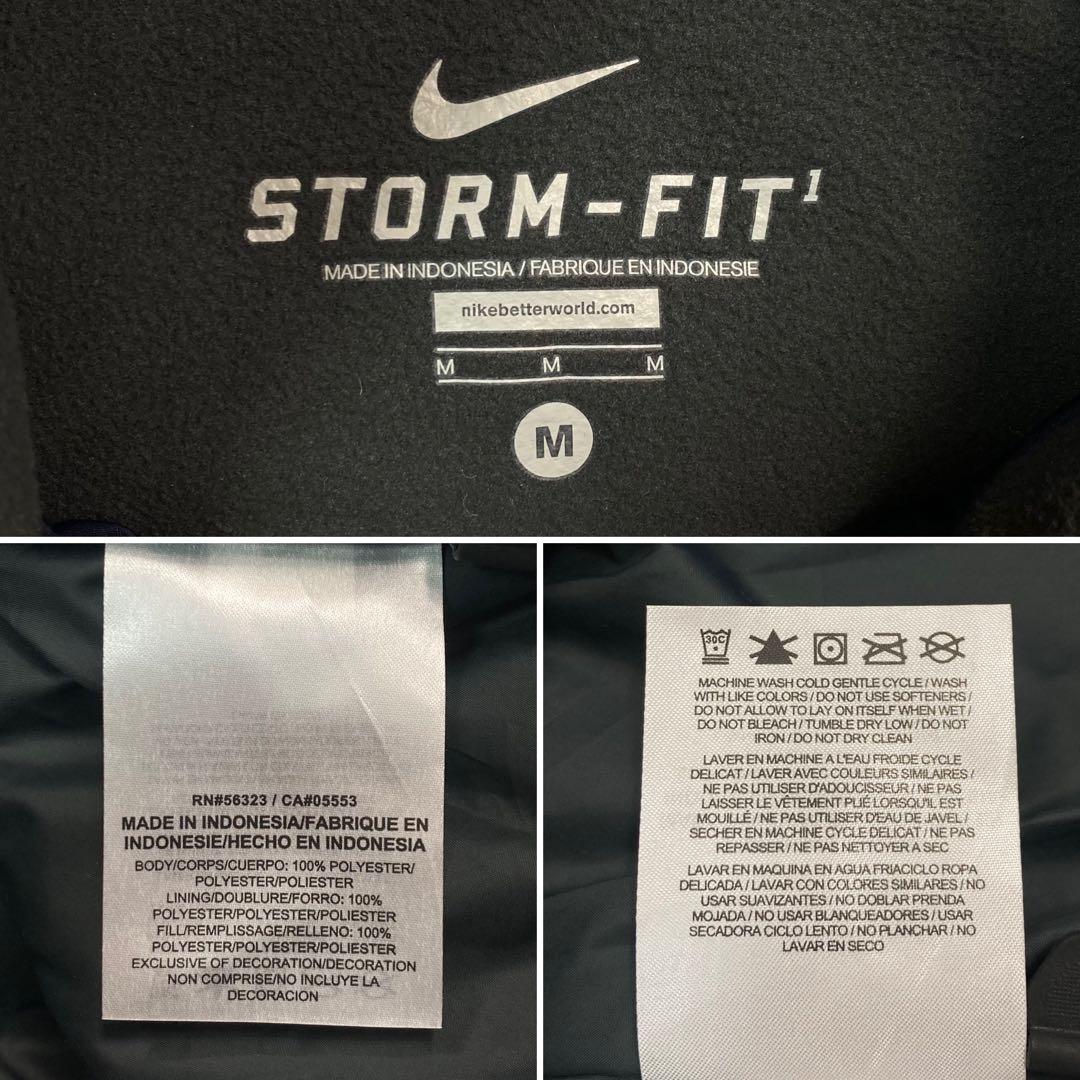 STORM-FIT¹
MADE IN INDONESIA / FABRIQUE EN INDONESIE
nikebetterworld.com
M M M
M
RN#56323 / CA#05553
MADE IN INDONESIA/FABRIQUE EN
INDONESIE/HECHO EN INDONESIA
BODY/CORPS/CUERPO: 100% POLYESTER/
POLYESTER/POLIESTER
LINING/DOUBLURE/FORRO: 100%
POLYESTER/POLYESTER/POLIESTER
FILL/REMPLISSAGE/RELLENO: 100%
POLYESTER/POLYESTER/POLIESTER
EXCLUSIVE OF DECORATION/DECORATION
NON COMPRISE/NO INCLUYE LA
DECORACION
30C
MACHINE WASH COLD GENTLE CYCLE / WASH
WITH LIKE COLORS / DO NOT USE SOFTENERS /
DO NOT ALLOW TO LAY ON ITSELF WHEN WET /
DO NOT BLEACH / TUMBLE DRY LOW / DO NOT
IRON / DO NOT DRY CLEAN
LAVER EN MACHINE A L'EAU FROIDE CYCLE
DELICAT / LAVER AVEC COULEURS SIMILAIRES /
NE PAS UTILISER D'ADOUCISSEUR / NE PAS
LAISSER LE VÊTEMENT PLIÉ LORSQU'IL EST
MOUILLÉ / NE PAS UTILISER D'EAU DE JAVEL /
SECHER EN MACHINE CYCLE DELICAT / NE PAS
REPASSER / NE PAS NETTOYER A SEC
LAVAR EN MAQUINA EN AGUA FRIACICLO ROPA
DELICADA / LAVAR CON COLORES SIMILARES / NO
USAR SUAVIZANTES / NO DOBLAR PRENDA
MOJADA / NO USAR BLANQUEADORES / USAR
SECADORA CICLO LENTO / NO PLANCHAR / NO
LAVAR EN SECO